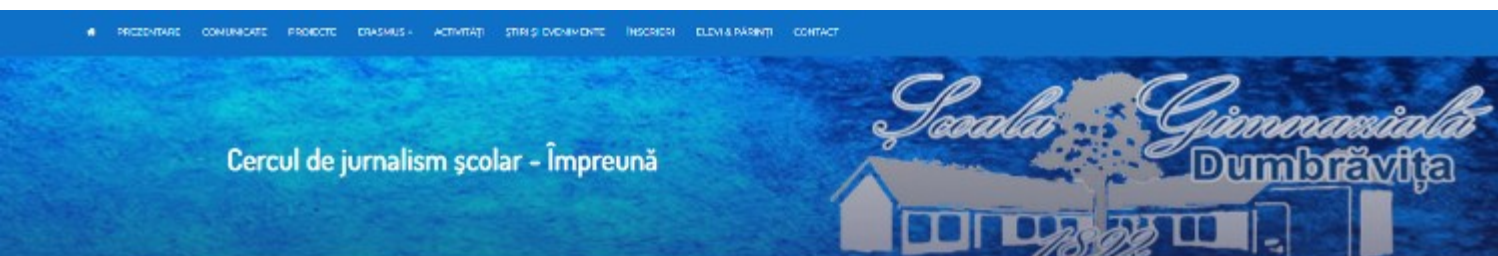 PREZENTARE COMUNICATE PROIECTE ERASMUS+ ACTIVITĂȚI ȘTIRI ȘI EVENIMENTE ÎNSCRIERI ELEVI & PĂRINȚI CONTACT
Școala Gimnazială
Cercul de jurnalism școlar - Împreună
Dumbrăvița
1892